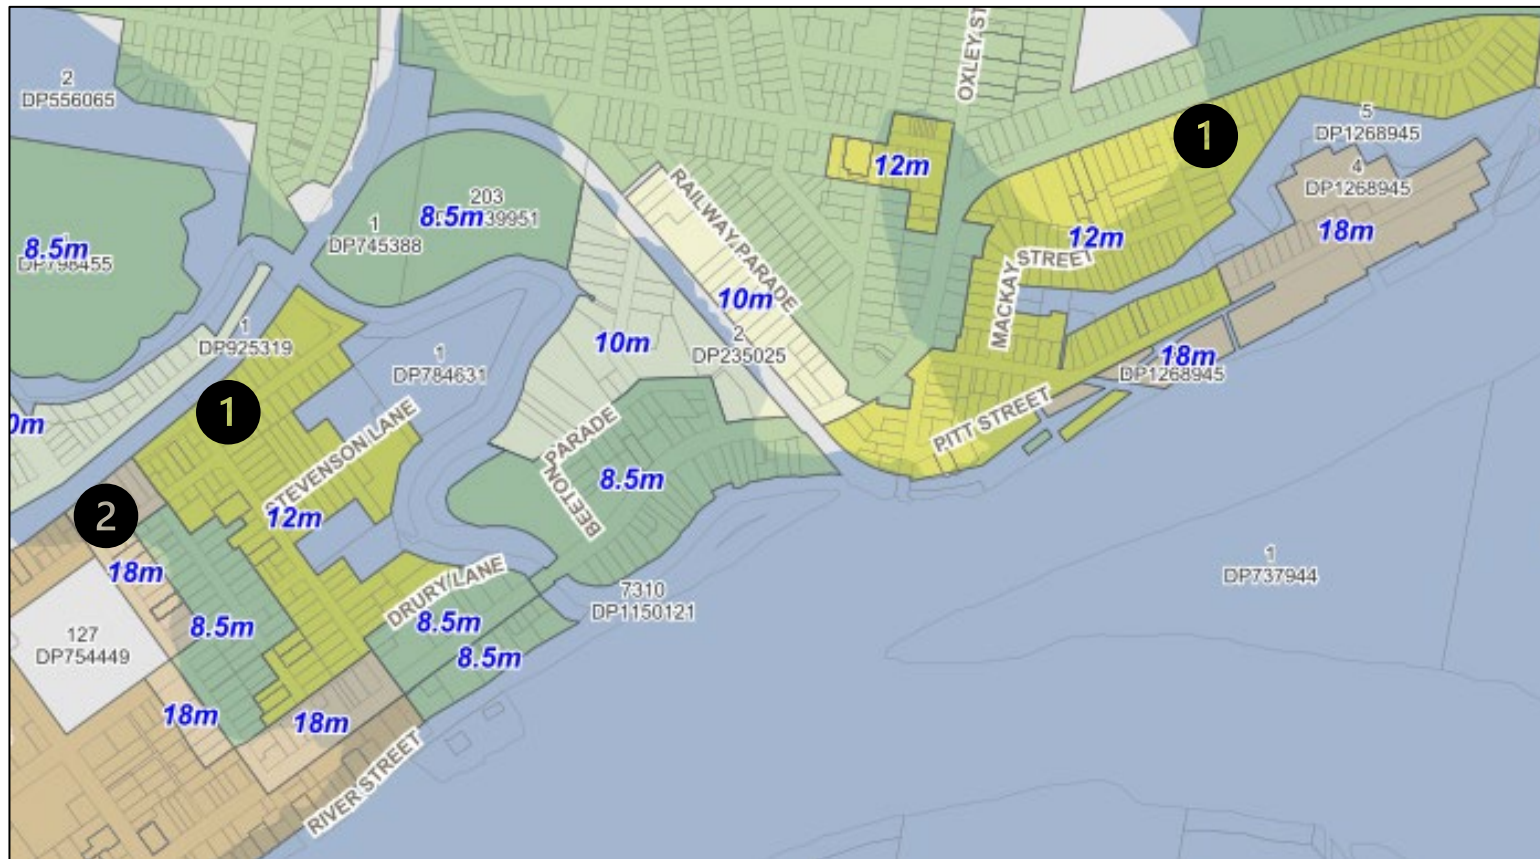 2
DP556065
OXLEY ST
5
DP1268945
1
4
DP1268945
12m
RAILWAY PARADE
203
8.5m
39951
1
DP745388
8.5m
DP798455
18m
12m
MACKAY STREET
10m
1
DP925319
10m
2
DP235025
1
DP784631
18m
DP1268945
0m
1
STEVENSON LANE
BEETON PARADE
PITT STREET
8.5m
2
12m
18m
DRURY LANE
1
DP737944
7310
DP1150121
8.5m
8.5m
127
DP754449
8.5m
18m
18m
RIVER STREET